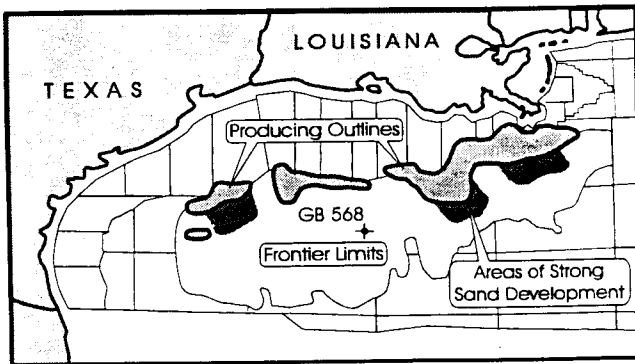 LOUISIANA
TEXAS
Producing Outlines
GB 568
Frontier Limits
Areas of Strong
Sand Development